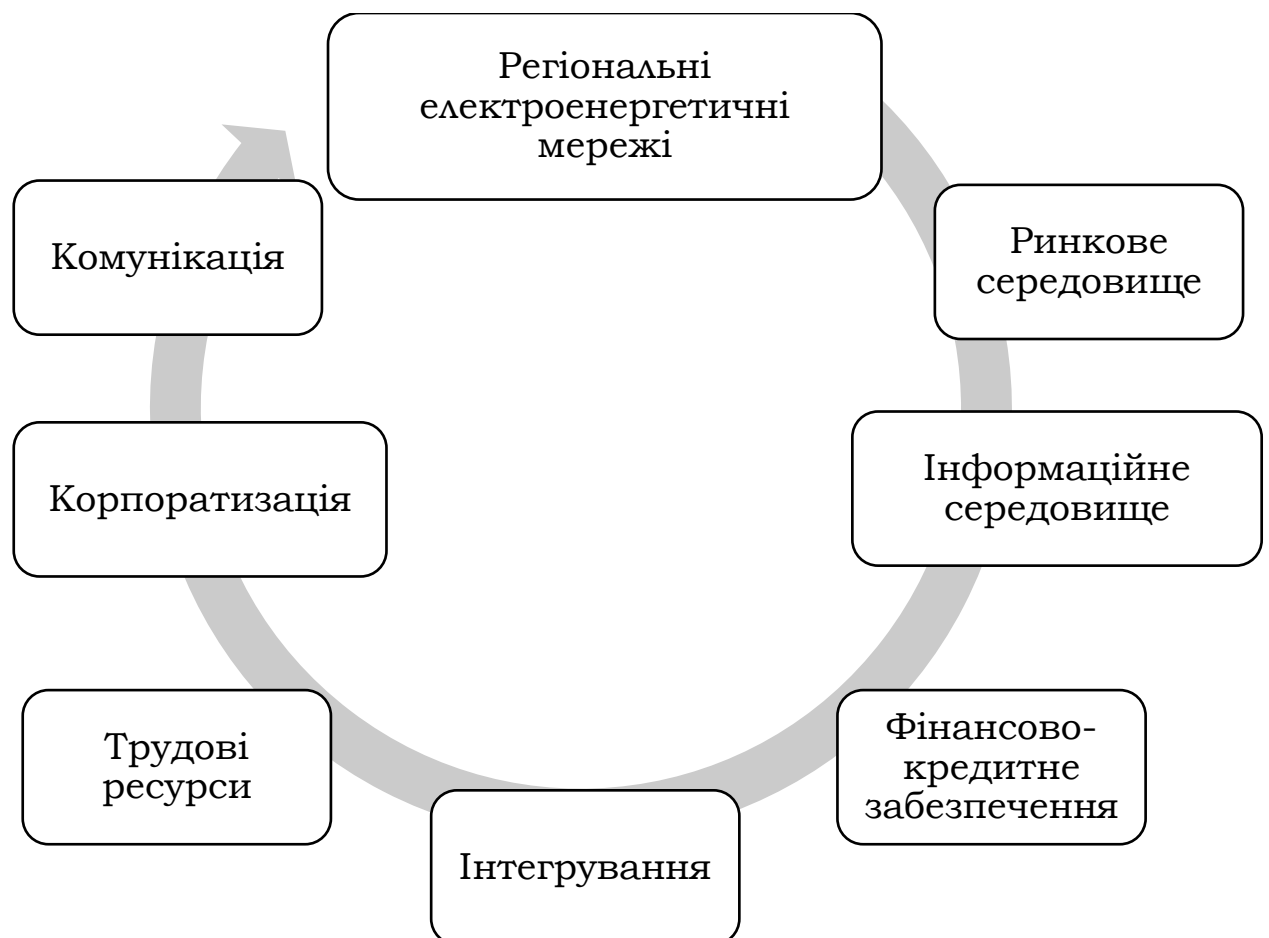 Регіональні
електроенергетичні
мережі
Ринкове
середовище
Інформаційне
середовище
Фінансово-
кредитне
забезпечення
Інтегрування
Трудові
ресурси
Корпоратизація
Комунікація